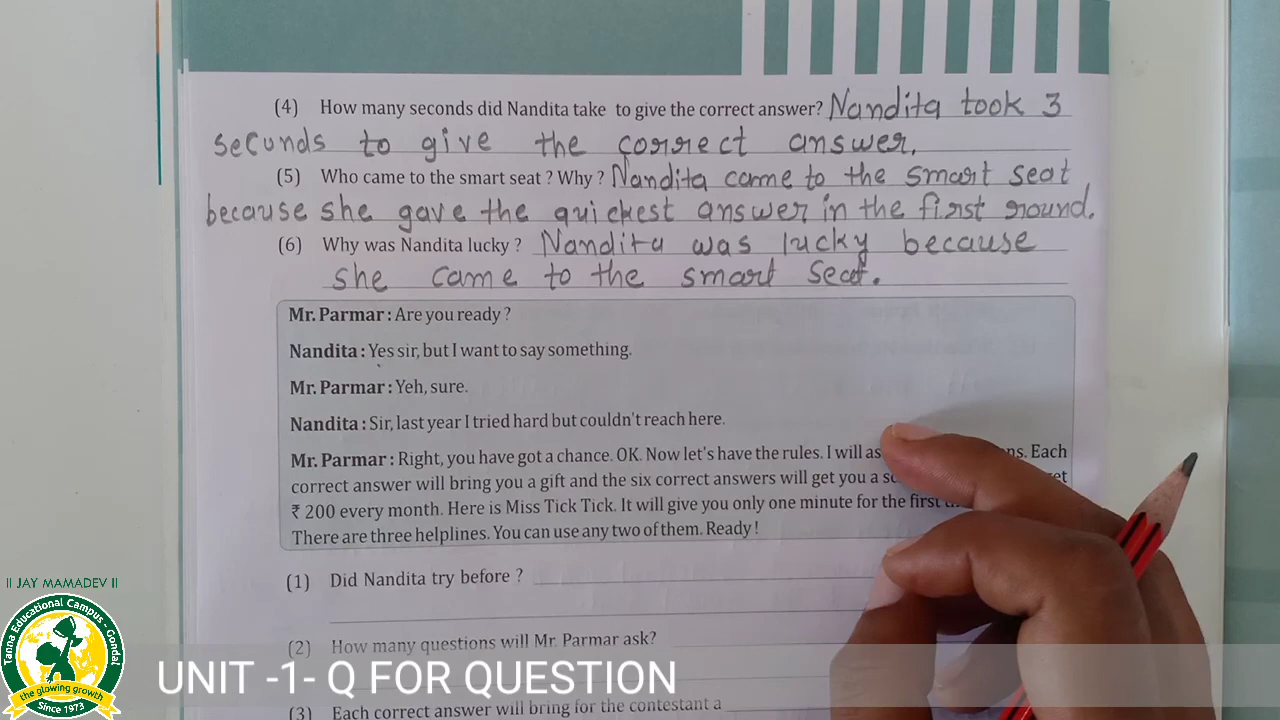 (4) How many seconds did Nandita take to give the correct answer? Nandita took 3
seconds to give the correct answer.
(5) Who came to the smart seat ? Why ? Nandita came to the smart seat
because she gave the quickest answer in the first round.
(6) Why was Nandita lucky ? Nandita was lucky because
she came to the smart seat.
Mr. Parmar : Are you ready ?
Nandita : Yes sir, but I want to say something.
Mr. Parmar : Yeh, sure.
Nandita : Sir, last year I tried hard but couldn't reach here.
Mr. Parmar : Right, you have got a chance. OK. Now let's have the rules. I will Each
correct answer will bring you a gift and the six correct answers will get you a
₹ 200 every month. Here is Miss Tick Tick. It will give you only one minute for the first
There are three helplines. You can use any two of them. Ready !
(1) Did Nandita try before ?
(2) How many questions will Mr. Parmar ask?
(3) Each correct answer will bring for the contestant a
|| JAY MAMADEV ||
Tanna Educational Campus - Gondal
the glowing growth
Since 1973
UNIT -1- Q FOR QUESTION